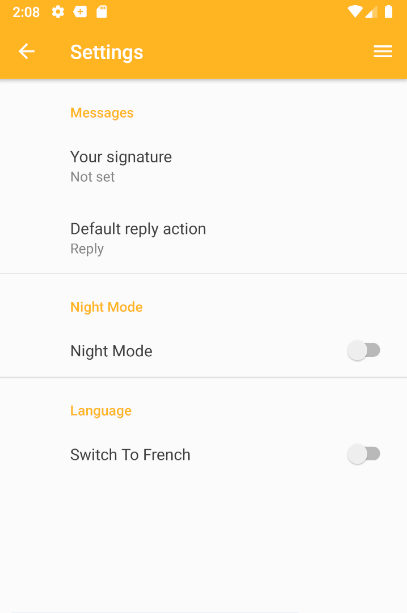 2:08
Settings
Messages
Your signature
Not set
Default reply action
Reply
Night Mode
Night Mode
Language
Switch To French